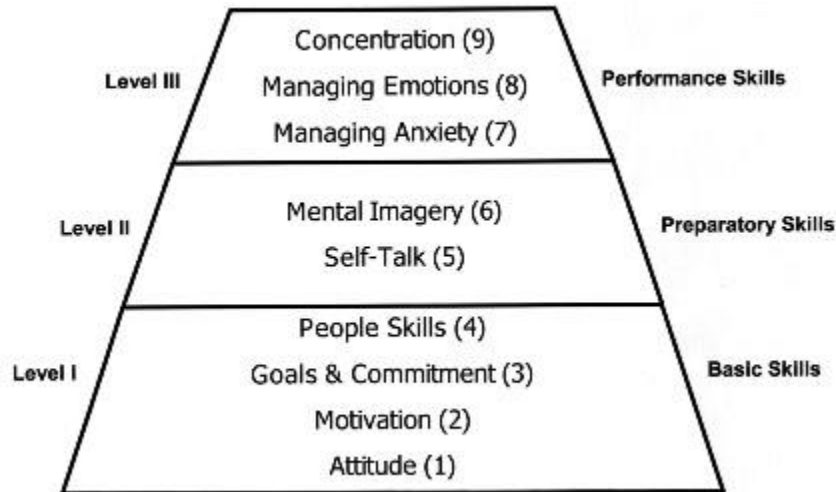 Concentration (9)
Level III
Managing Emotions (8)
Performance Skills
Managing Anxiety (7)
Mental Imagery (6)
Level II
Preparatory Skills
Self-Talk (5)
People Skills (4)
Level I
Goals & Commitment (3)
Basic Skills
Motivation (2)
Attitude (1)